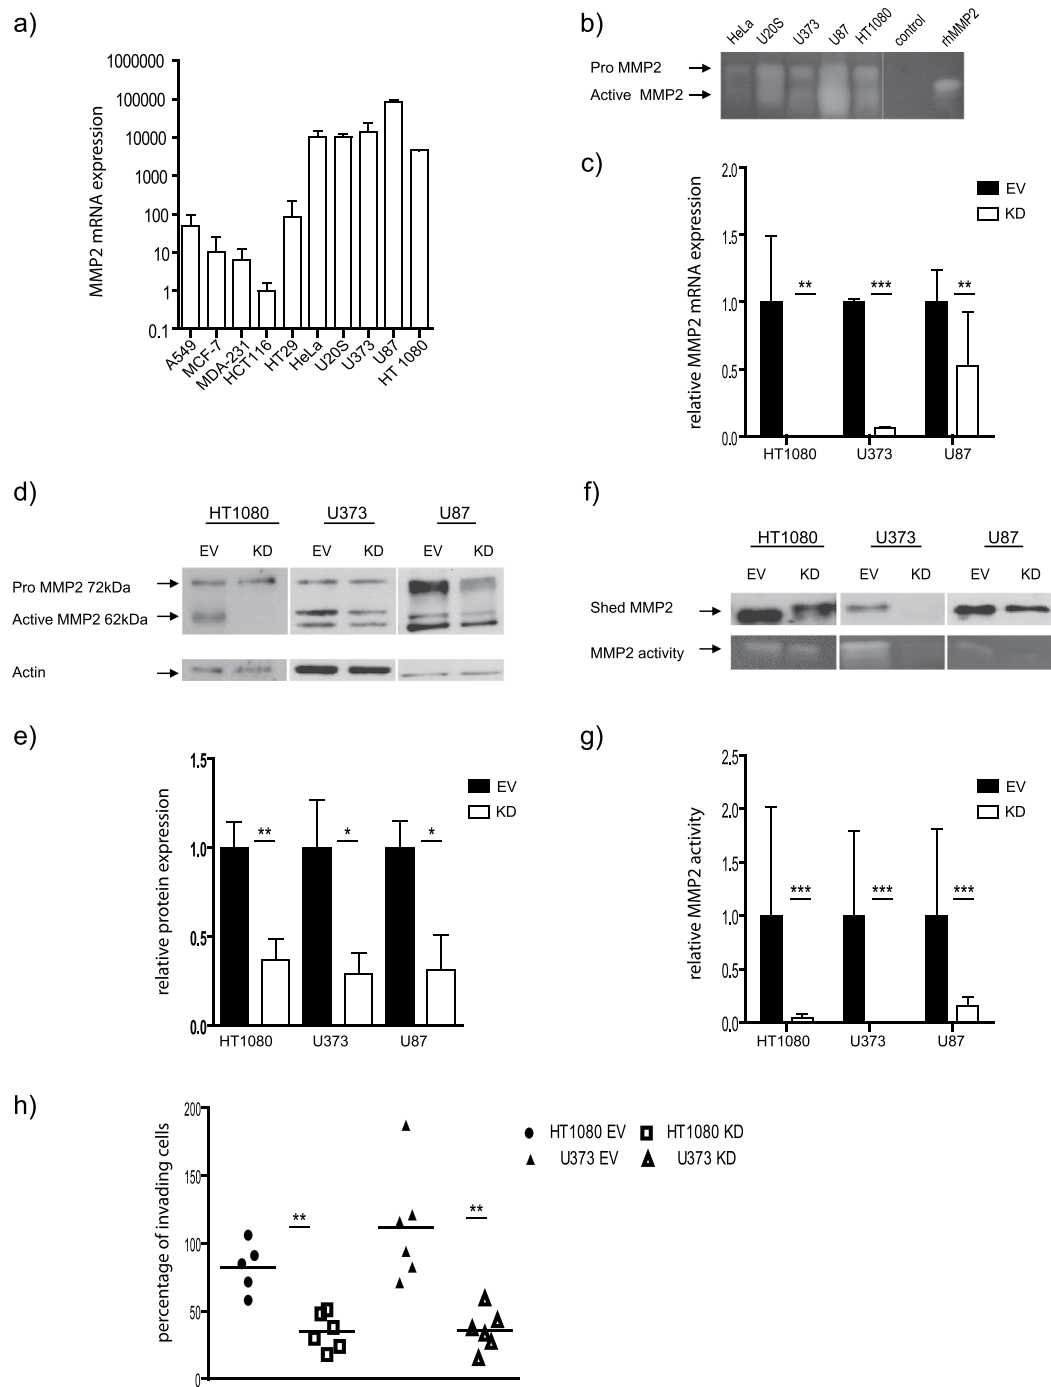 a)
MMP2 mRNA expression
1000000
100000
10000
1000
100
10
1
0.1
A549
MCF-7
MDA-231
HCT116
HT29
HeLa
U20S
U373
U87
HT 1080
b)
HeLa
U20S
U373
U87
HT1080
control
rhMMP2
Pro MMP2
Active MMP2
c)
relative MMP2 mRNA expression
2.0
1.5
1.0
0.5
0.0
EV
KD
** *** **
HT1080 U373 U87
d)
HT1080 U373 U87
EV KD EV KD EV KD
Pro MMP2 72kDa
Active MMP2 62kDa
Actin
f)
HT1080 U373 U87
EV KD EV KD EV KD
Shed MMP2
MMP2 activity
e)
relative protein expression
1.5
1.0
0.5
0.0
EV
KD
** * *
HT1080 U373 U87
g)
relative MMP2 activity
2.5
2.0
1.5
1.0
0.5
0.0
EV
KD
*** *** ***
HT1080 U373 U87
h)
percentage of invading cells
200
150
100
50
0
HT1080 EV HT1080 KD
U373 EV U373 KD
** **